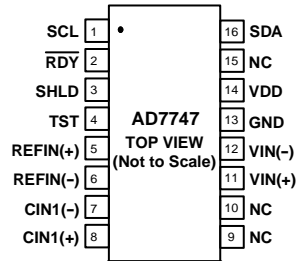 SCL 1 16 SDA
RDY 2 15 NC
SHLD 3 14 VDD
TST 4 AD7747 13 GND
REFIN(+) 5 TOP VIEW 12 VIN(–)
REFIN(–) 6 (Not to Scale) 11 VIN(+)
CIN1(–) 7 10 NC
CIN1(+) 8 9 NC